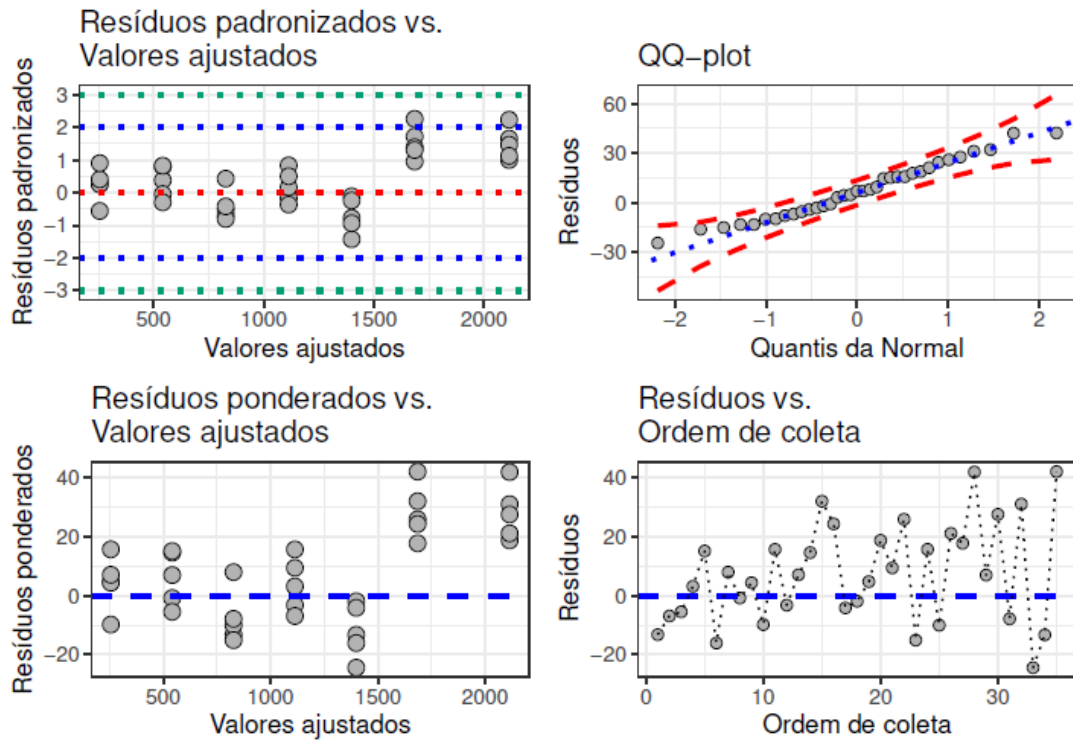 Resíduos padronizados vs.
Valores ajustados
Resíduos padronizados
3
2
1
0
−1
−2
−3
500
1000
1500
2000
Valores ajustados
QQ−plot
Resíduos
60
30
0
−30
−2
−1
0
1
2
Quantis da Normal
Resíduos ponderados vs.
Valores ajustados
Resíduos ponderados
40
20
0
−20
500
1000
1500
2000
Valores ajustados
Resíduos vs.
Ordem de coleta
Resíduos
40
20
0
−20
0
10
20
30
Ordem de coleta